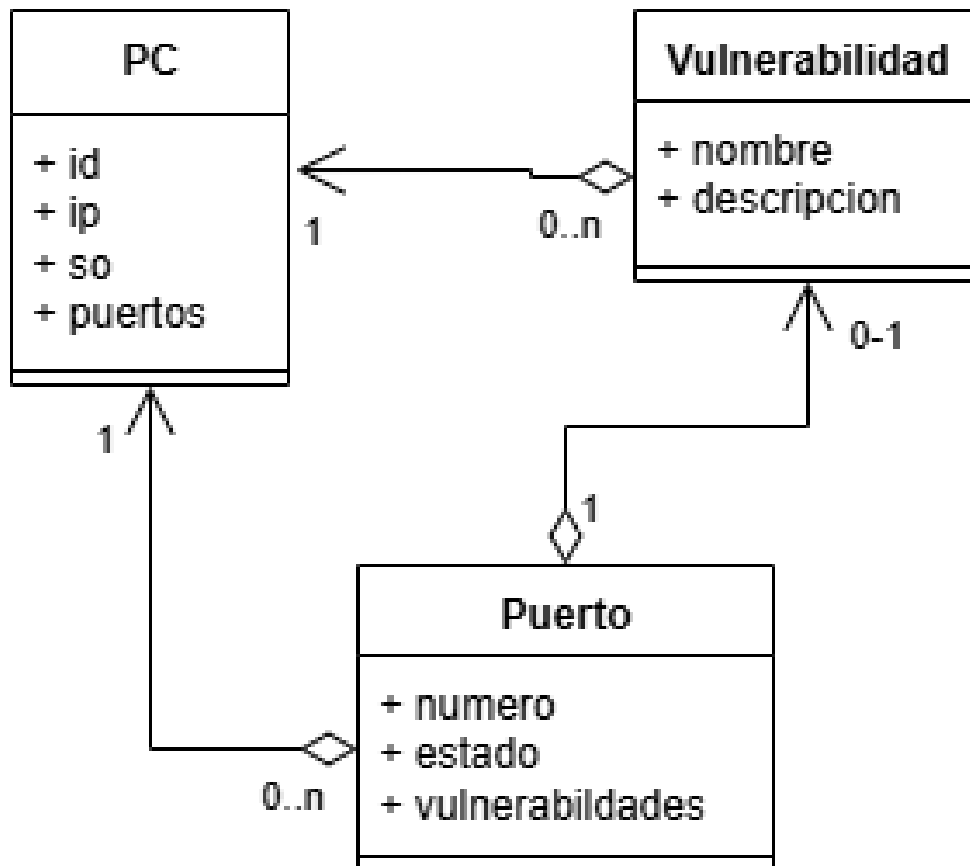 PC
+ id
+ ip
+ so
+ puertos
Vulnerabilidad
+ nombre
+ descripcion
1
0..n
0-1
1
1
Puerto
+ numero
+ estado
+ vulnerabildades
0..n